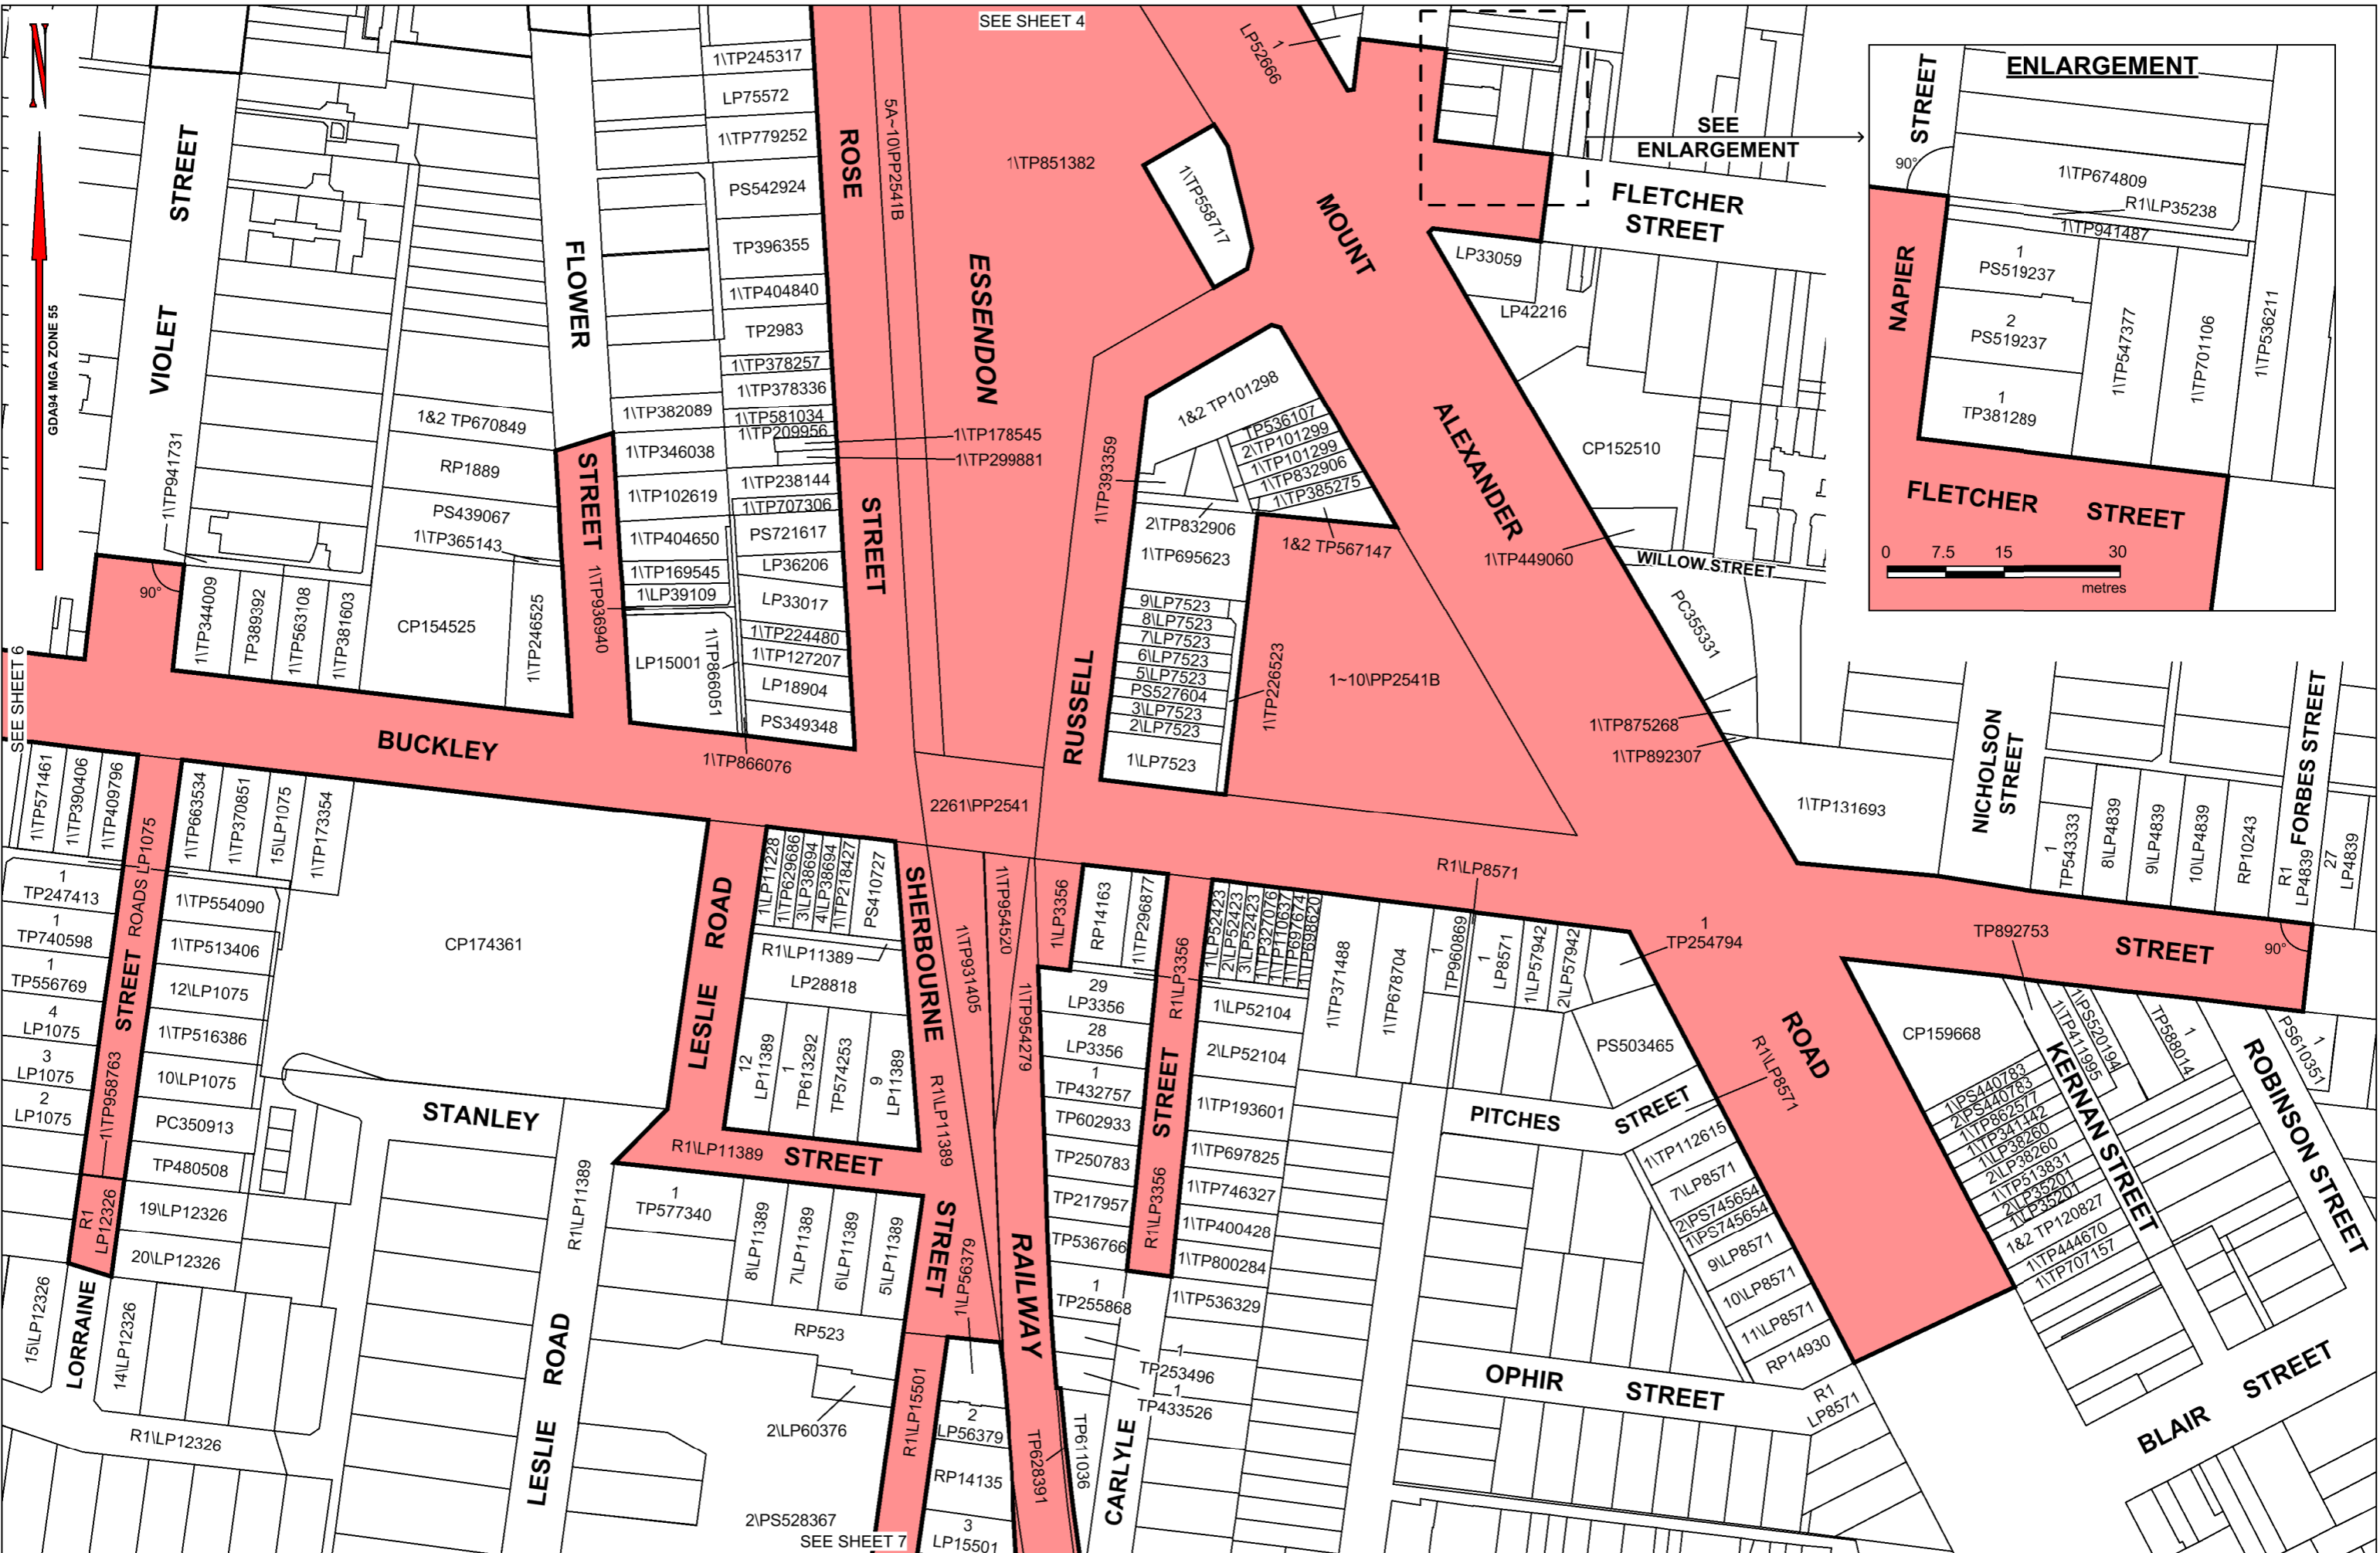 SEE SHEET 4
N
GDA94 MGA ZONE 55
SEE SHEET 6
SEE SHEET 7
VIOLET STREET
FLOWER STREET
ROSE STREET
ESSENDON
RAILWAY
MOUNT ALEXANDER ROAD
FLETCHER
STREET
SEE
ENLARGEMENT
ENLARGEMENT
STREET
90°
1\TP674809
R1\LP35238
1\TP941487
1
PS519237
2
PS519237
1
TP381289
1\TP547377
1\TP701106
1\TP536211
NAPIER
FLETCHER STREET
0 7.5 15 30
metres
1\TP245317
LP75572
1\TP779252
PS542924
TP396355
1\TP404840
TP2983
1\TP378257
1\TP378336
1\TP581034
1\TP209956
1\TP178545
1\TP299881
1\TP238144
1\TP707306
PS721617
LP36206
LP33017
1\TP224480
1\TP127207
LP18904
PS349348
1\TP382089
1\TP346038
1\TP102619
1\TP404650
1\TP169545
1\LP39109
LP15001
1\TP866051
1\TP866076
1\TP936940
1&2 TP670849
RP1889
PS439067
1\TP365143
1\TP941731
90°
1\TP344009
TP389392
1\TP563108
1\TP381603
CP154525
1\TP246525
5A~10\PP2541B
1\TP851382
1
LP52666
1\TP558717
LP33059
LP42216
CP152510
1\TP449060
WILLOW STREET
PC355331
1\TP875268
1\TP892307
1\TP131693
1&2 TP101298
TP536107
2\TP101299
1\TP101299
1\TP832906
1\TP385275
1&2 TP567147
1\TP393359
2\TP832906
1\TP695623
9\LP7523
8\LP7523
7\LP7523
6\LP7523
5\LP7523
PS527604
3\LP7523
2\LP7523
1\LP7523
1\TP226523
1~10\PP2541B
RUSSELL STREET
NICHOLSON
STREET
FORBES STREET
1
TP543333
8\LP4839
9\LP4839
10\LP4839
RP10243
R1
LP4839
27
LP4839
BUCKLEY STREET
2261\PP2541
90°
1\TP571461
1\TP390406
1\TP409796
ROADS LP1075
1\TP663534
1\TP370851
15\LP1075
1\TP173354
1
TP247413
1
TP740598
1
TP556769
4
LP1075
3
LP1075
2
LP1075
1\TP554090
1\TP513406
12\LP1075
1\TP516386
10\LP1075
PC350913
TP480508
19\LP12326
20\LP12326
1\TP958763
R1
LP12326
LORRAINE STREET
15\LP12326
14\LP12326
R1\LP12326
CP174361
STANLEY STREET
LESLIE ROAD
R1\LP11389
LESLIE ROAD
1\LP11228
1\TP629686
3\LP38694
4\LP38694
1\TP218427
PS410727
R1\LP11389
LP28818
12
LP11389
1
TP613292
TP574253
9
LP11389
R1\LP11389
SHERBOURNE STREET
R1\LP11389
1
TP577340
8\LP11389
7\LP11389
6\LP11389
5\LP11389
RP523
2\LP60376
2\PS528367
R1\LP15501
1\LP56379
2
LP56379
RP14135
3
LP15501
1\TP931405
1\TP954520
1\TP954279
TP628391
TP611036
1\LP3356
RP14163
1\TP296877
29
LP3356
28
LP3356
1
TP432757
TP602933
TP250783
TP217957
TP536766
1
TP255868
1
TP253496
1
TP433526
R1\LP3356
R1\LP3356
CARLYLE STREET
1\LP52423
2\LP52423
3\LP52423
1\TP327076
1\TP110637
1\TP697674
1\TP698620
1\LP52104
2\LP52104
1\TP193601
1\TP697825
1\TP746327
1\TP400428
1\TP800284
1\TP536329
1\TP371488
1\TP678704
1
TP960869
R1\LP8571
1
LP8571
1\LP57942
2\LP57942
1
TP254794
PS503465
PITCHES STREET
R1\LP8571
1\TP112615
7\LP8571
2\PS745654
1\PS745654
9\LP8571
10\LP8571
11\LP8571
RP14930
R1
LP8571
OPHIR STREET
TP892753
CP159668
1\TP411995
1\PS520194
1
TP588014
1
PS610351
KERNAN STREET
ROBINSON STREET
BLAIR STREET
1\PS440783
2\PS440783
1\TP862577
1\TP341442
1\LP38260
2\LP38260
1\TP513831
2\LP35201
1\LP35201
1&2 TP120827
1\TP444670
1\TP707157